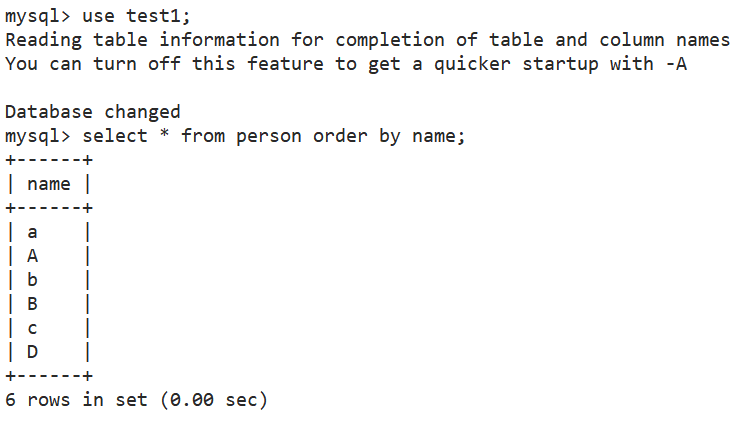 mysql> use test1;
Reading table information for completion of table and column names
You can turn off this feature to get a quicker startup with -A

Database changed
mysql> select * from person order by name;
+------+
| name |
+------+
| a    |
| A    |
| b    |
| B    |
| c    |
| D    |
+------+
6 rows in set (0.00 sec)